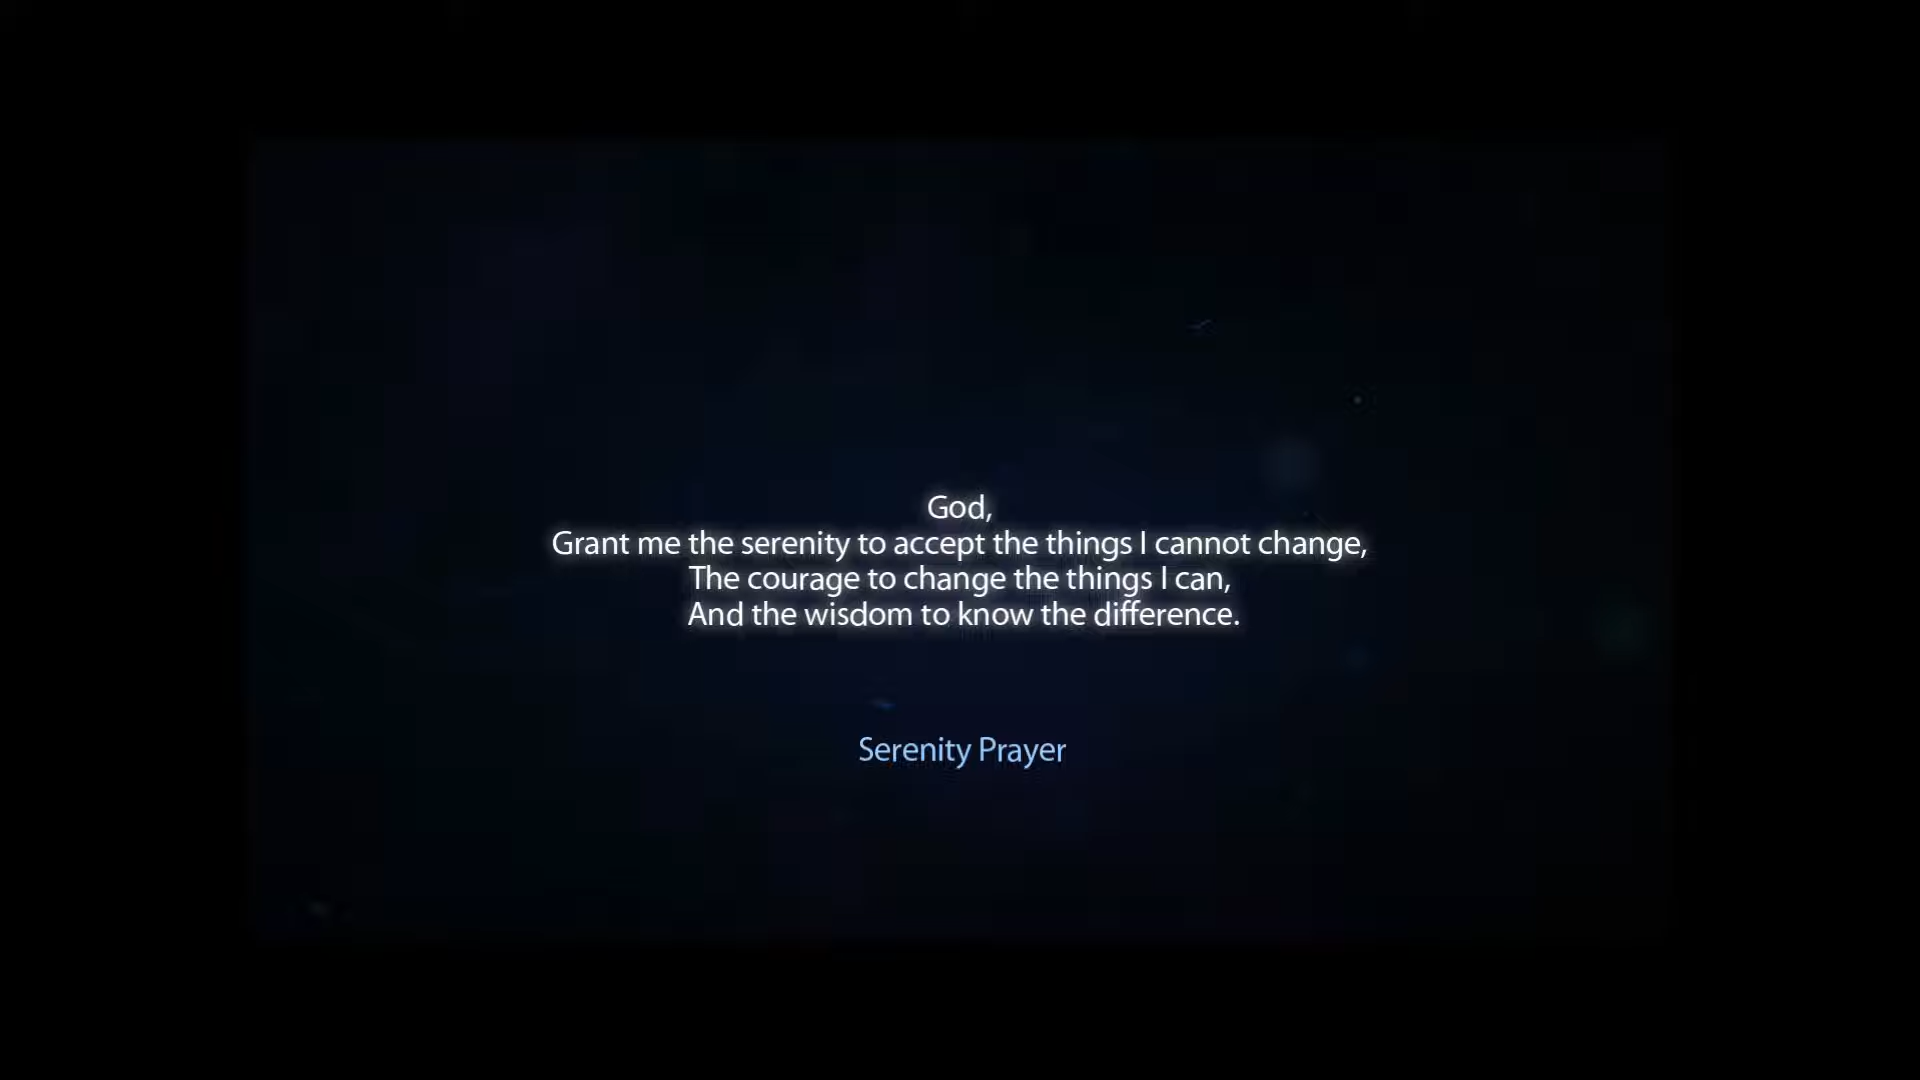 God,
Grant me the serenity to accept the things I cannot change,
The courage to change the things I can,
And the wisdom to know the difference.
Serenity Prayer